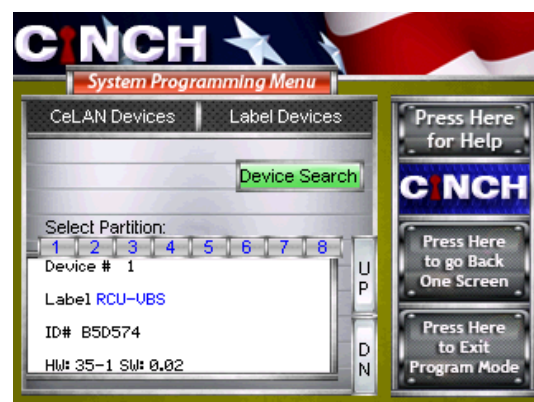 CINCH
System Programming Menu
CeLAN Devices
Label Devices
Device Search
Select Partition:
1 2 3 4 5 6 7 8
Device # 1
Label RCU-VBS
ID# B5D574
HW: 35-1 SW: 0.02
UP
DN
Press Here
for Help
CINCH
Press Here
to go Back
One Screen
Press Here
to Exit
Program Mode